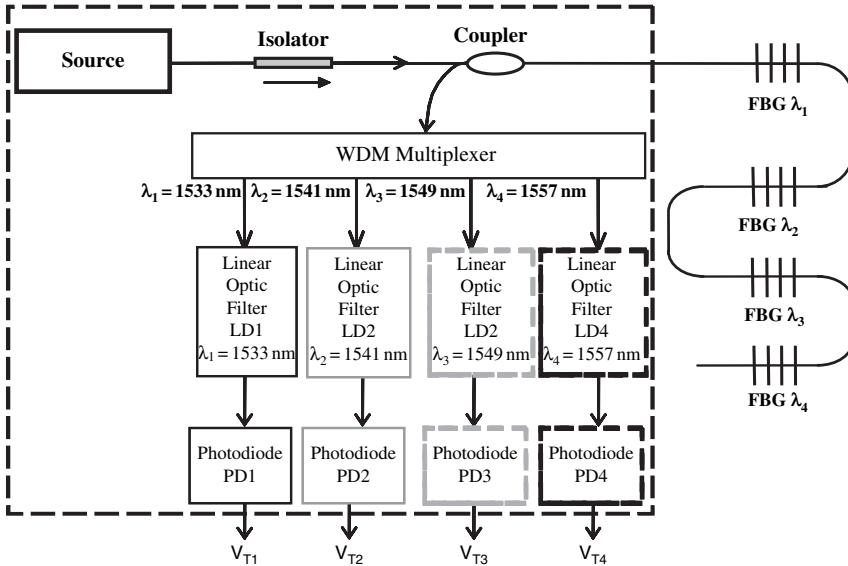 Source
Isolator
Coupler
FBG λ1
WDM Multiplexer
λ1 = 1533 nm λ2 = 1541 nm λ3 = 1549 nm λ4 = 1557 nm
FBG λ2
Linear
Optic
Filter
LD1
λ1 = 1533 nm
Linear
Optic
Filter
LD2
λ2 = 1541 nm
Linear
Optic
Filter
LD2
λ3 = 1549 nm
Linear
Optic
Filter
LD4
λ4 = 1557 nm
FBG λ3
FBG λ4
Photodiode
PD1
Photodiode
PD2
Photodiode
PD3
Photodiode
PD4
VT1
VT2
VT3
VT4